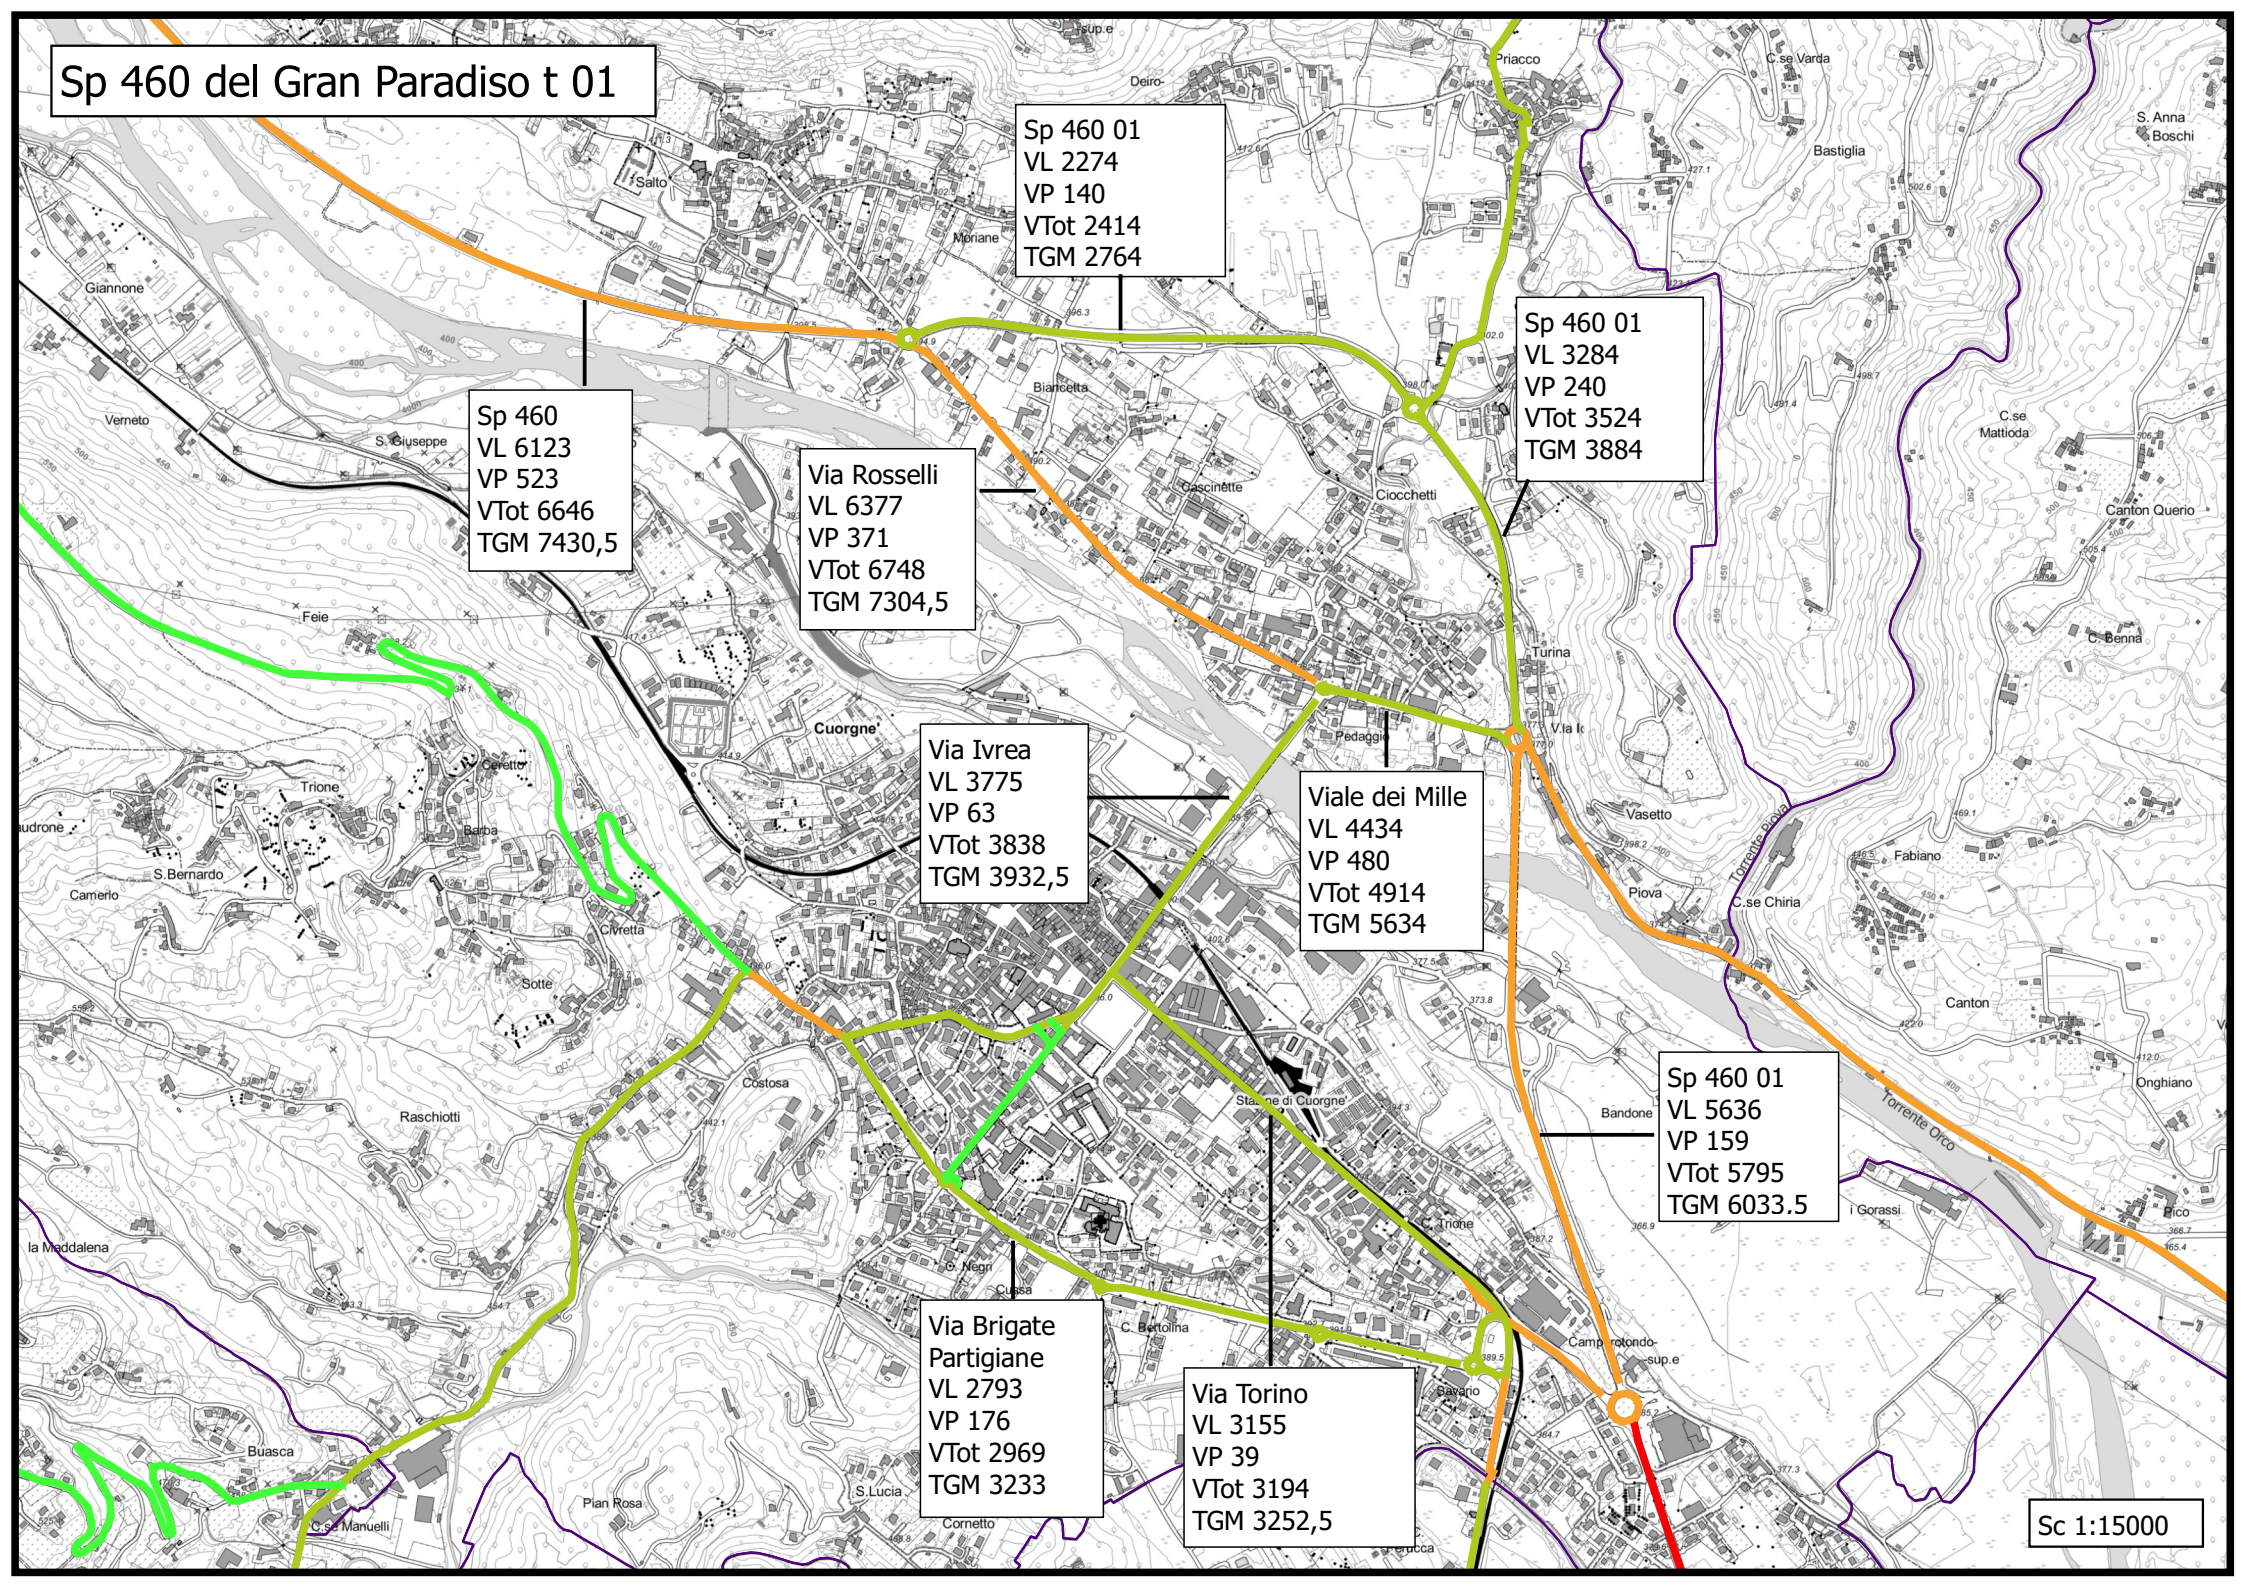 Sp 460 del Gran Paradiso t 01
Sp 460 01
VL 2274
VP 140
VTot 2414
TGM 2764
Sp 460 01
VL 3284
VP 240
VTot 3524
TGM 3884
Sp 460
VL 6123
VP 523
VTot 6646
TGM 7430,5
Via Rosselli
VL 6377
VP 371
VTot 6748
TGM 7304,5
Via Ivrea
VL 3775
VP 63
VTot 3838
TGM 3932,5
Viale dei Mille
VL 4434
VP 480
VTot 4914
TGM 5634
Sp 460 01
VL 5636
VP 159
VTot 5795
TGM 6033.5
Via Brigate
Partigiane
VL 2793
VP 176
VTot 2969
TGM 3233
Via Torino
VL 3155
VP 39
VTot 3194
TGM 3252,5
Sc 1:15000
Priacco
C.se Varda
Deiro-
S. Anna
Boschi
Bastiglia
Salto
Moriane
Giannone
Biancetta
Verneto
S. Giuseppe
C.se
Mattioda
Cascinette
Ciocchetti
Canton Querio
Feie
C. Benna
Turina
Cuorgne'
Pedaggio
Ceretto
Trione
Vasetto
Torrente Piova
Barba
S.Bernardo
Fabiano
Camerlo
Piova
C.se Chiria
Civretta
Sotte
Canton
Costosa
Onghiano
Stazione di Cuorgne'
Raschiotti
Bandone
Torrente Orco
i Gorassi
Pico
C. Trione
la Maddalena
C. Negri
Cussa
C. Bertolina
Camporotondo-
-sup.e
Savario
Buasca
Pian Rosa
S.Lucia
C.se Manuelli
Cornetto